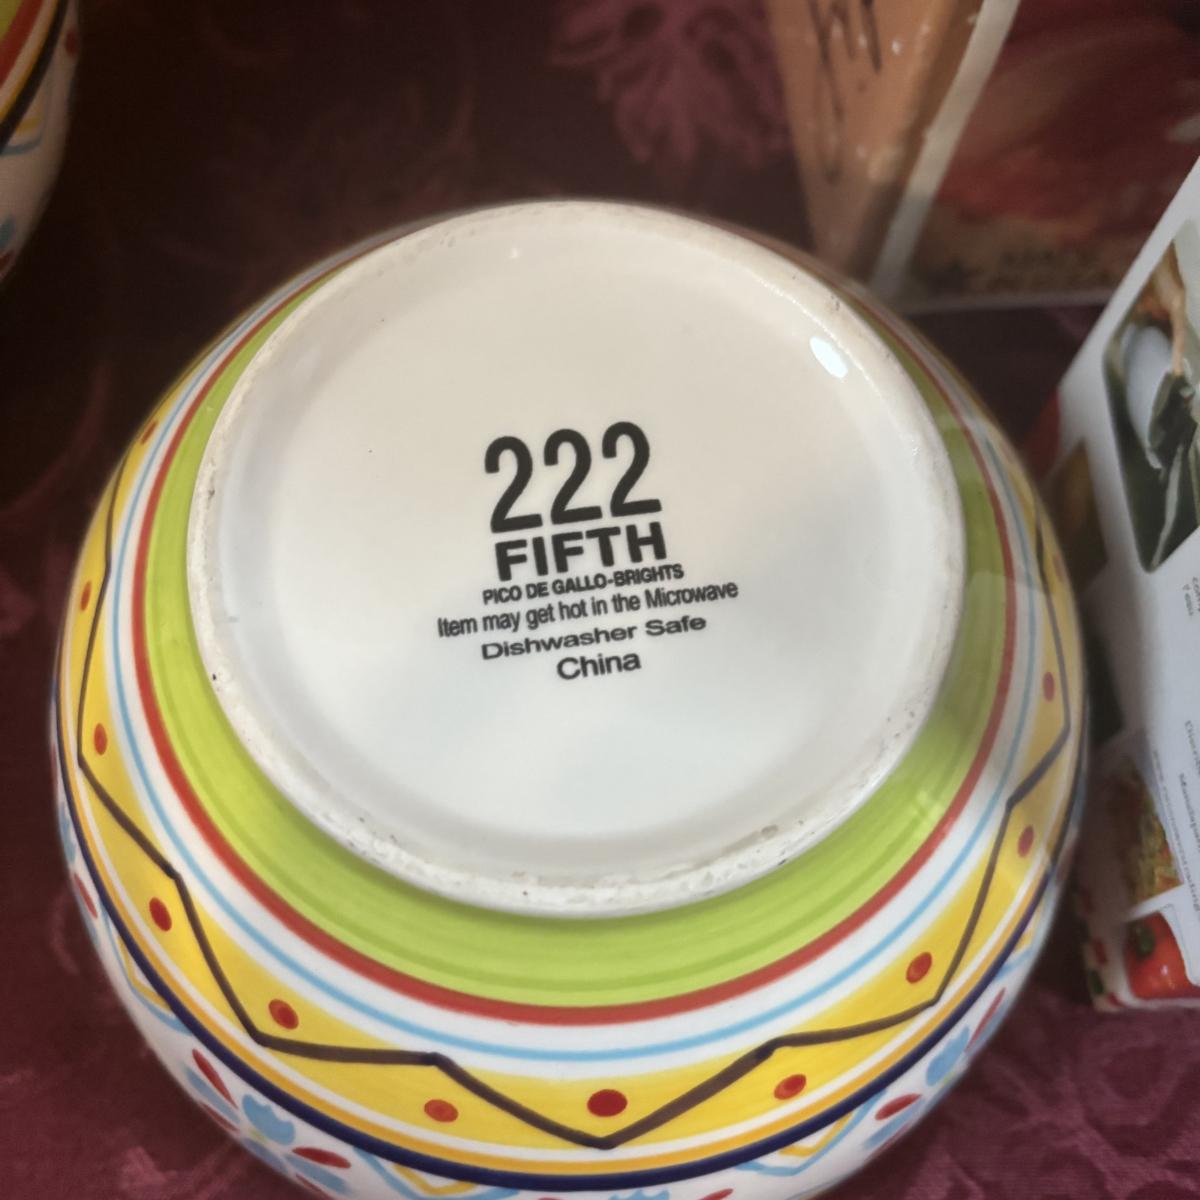 222
FIFTH
PICO DE GALLO-BRIGHTS
Item may get hot in the Microwave
Dishwasher Safe
China